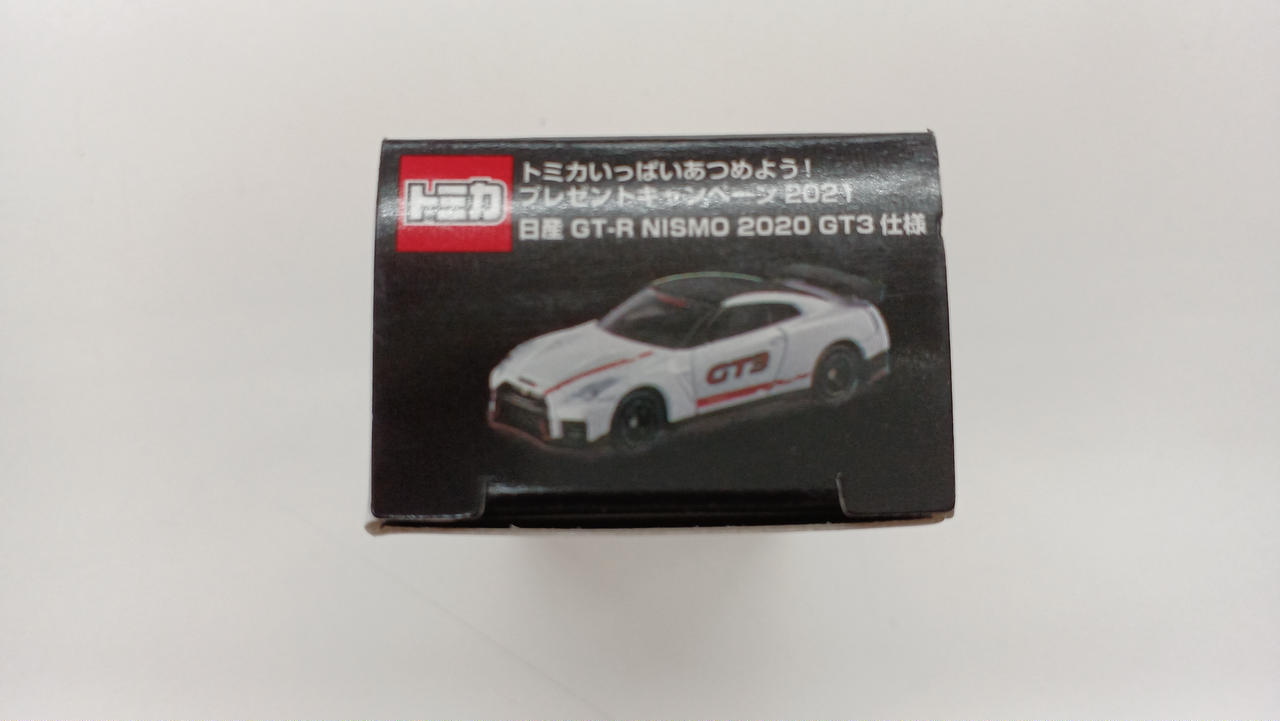 トミカ
トミカいっぱいあつめよう!
プレゼントキャンペーン 2021
日産 GT-R NISMO 2020 GT3 仕様
GT3